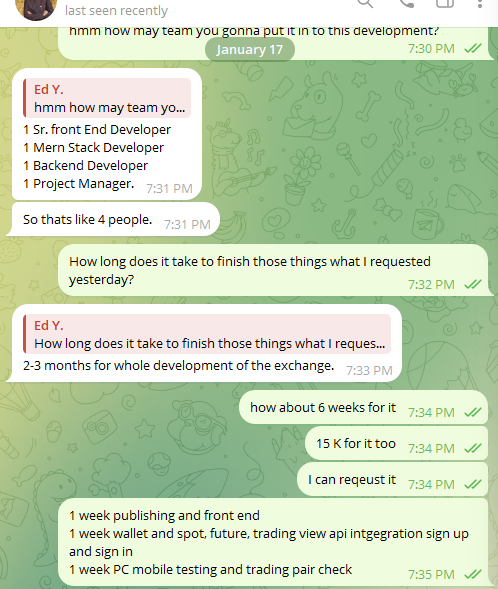 last seen recently
hmm how may team you gonna put it in to this development?
7:30 PM
January 17
Ed Y.
hmm how may team yo...
1 Sr. front End Developer
1 Mern Stack Developer
1 Backend Developer
1 Project Manager. 7:31 PM
So thats like 4 people. 7:31 PM
How long does it take to finish those things what I requested
yesterday?
7:32 PM
Ed Y.
How long does it take to finish those things what I reques...
2-3 months for whole development of the exchange. 7:33 PM
how about 6 weeks for it 7:34 PM
15 K for it too 7:34 PM
I can reqeust it 7:34 PM
1 week publishing and front end
1 week wallet and spot, future, trading view api intgegration sign up
and sign in
1 week PC mobile testing and trading pair check 7:35 PM